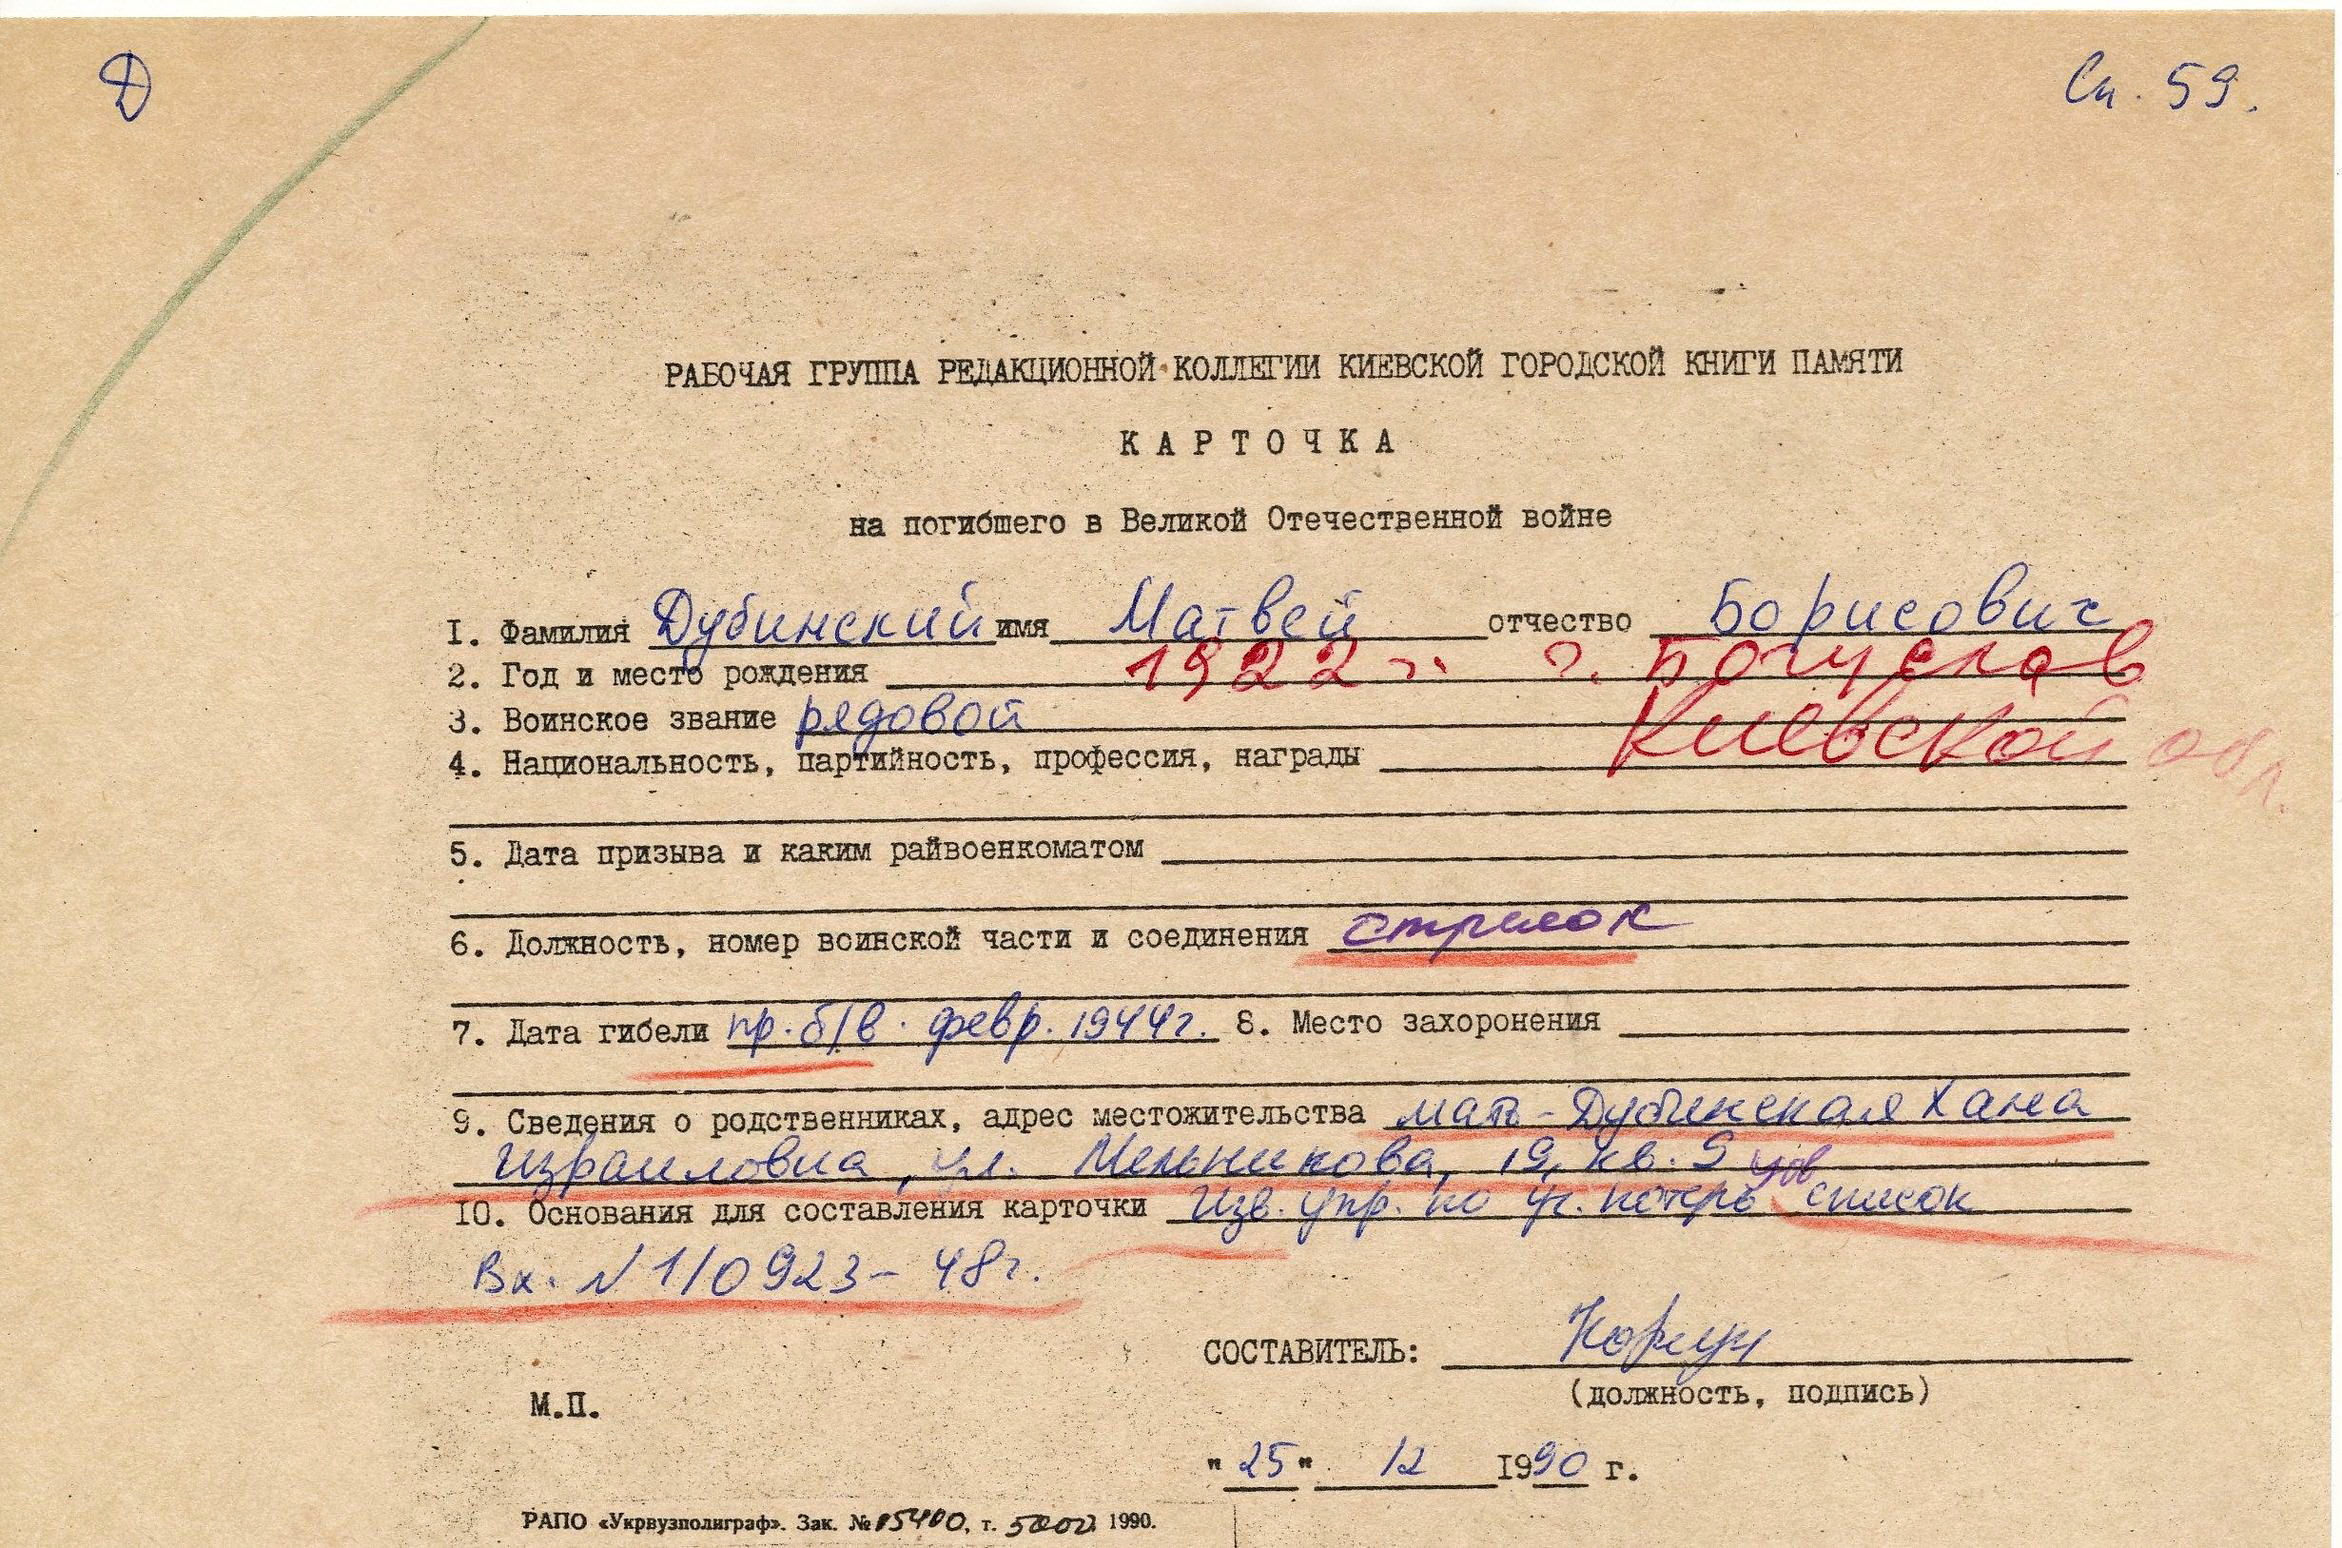 Д
Сп. 59.
РАБОЧАЯ ГРУППА РЕДАКЦИОННОЙ КОЛЛЕГИИ КИЕВСКОЙ ГОРОДСКОЙ КНИГИ ПАМЯТИ
КАРТОЧКА
на погибшего в Великой Отечественной войне
I. Фамилия Дубинский имя Матвей отчество Борисович
2. Год и место рождения 1922 г. г. Богуслав
Киевской обл.
3. Воинское звание рядовой
4. Национальность, партийность, профессия, награды
5. Дата призыва и каким райвоенкоматом
6. Должность, номер воинской части и соединения стрелок
7. Дата гибели пр. б/в. февр. 1944г. 8. Место захоронения
9. Сведения о родственниках, адрес местожительства мать - Дубинская Хана
Израиловна, ул. Мельникова, 19, кв. 9
10. Основания для составления карточки Изв. упр. по уч. потерь список
Вх. N 1/0923 - 48г.
СОСТАВИТЕЛЬ:
(должность, подпись)
М.П.
"25" 12 1990 г.
РАПО «Укрвузполиграф». Зак. № 15400, т. 5000 1990.